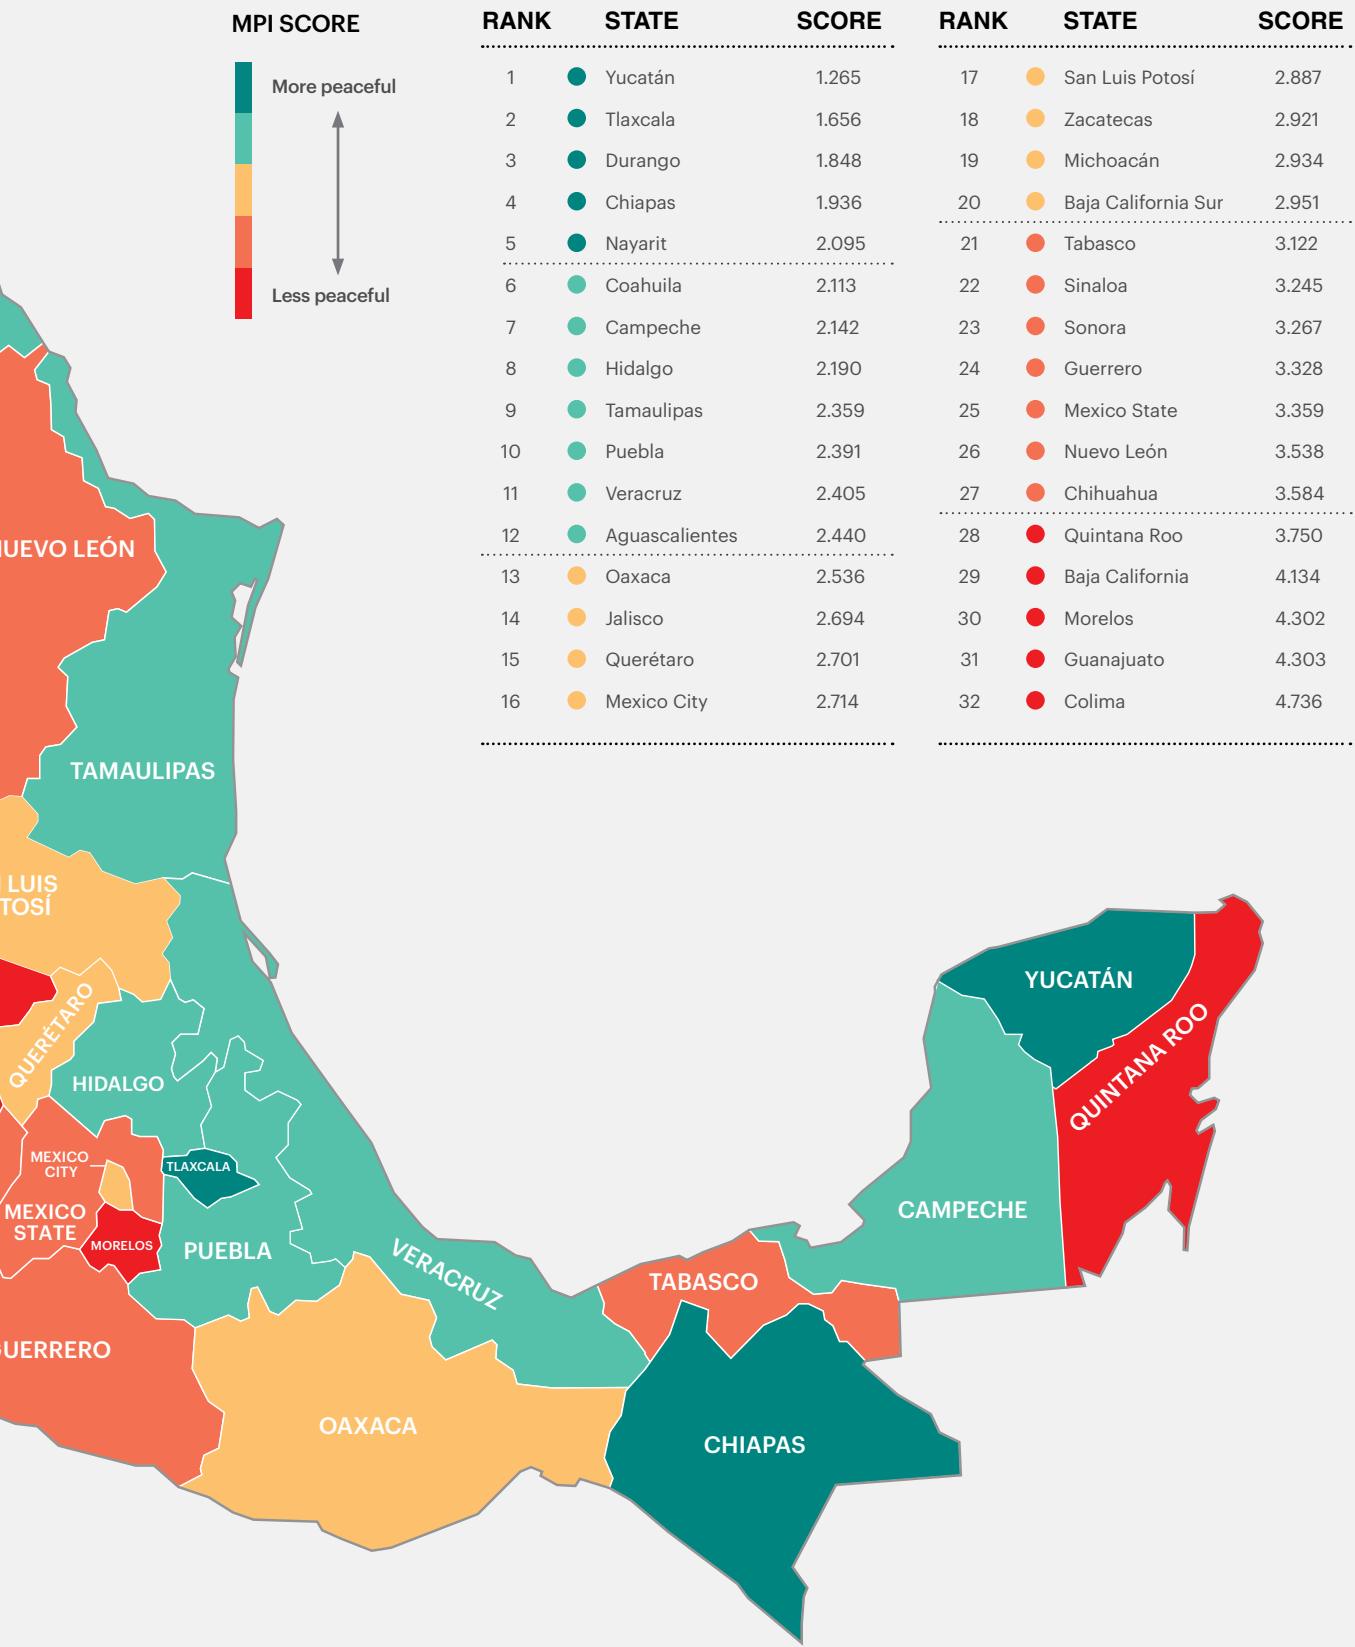 MPI SCORE
More peaceful
Less peaceful
RANK STATE SCORE
1 Yucatán 1.265
2 Tlaxcala 1.656
3 Durango 1.848
4 Chiapas 1.936
5 Nayarit 2.095
6 Coahuila 2.113
7 Campeche 2.142
8 Hidalgo 2.190
9 Tamaulipas 2.359
10 Puebla 2.391
11 Veracruz 2.405
12 Aguascalientes 2.440
13 Oaxaca 2.536
14 Jalisco 2.694
15 Querétaro 2.701
16 Mexico City 2.714
RANK STATE SCORE
17 San Luis Potosí 2.887
18 Zacatecas 2.921
19 Michoacán 2.934
20 Baja California Sur 2.951
21 Tabasco 3.122
22 Sinaloa 3.245
23 Sonora 3.267
24 Guerrero 3.328
25 Mexico State 3.359
26 Nuevo León 3.538
27 Chihuahua 3.584
28 Quintana Roo 3.750
29 Baja California 4.134
30 Morelos 4.302
31 Guanajuato 4.303
32 Colima 4.736
UEVO LEÓN
TAMAULIPAS
LUIS
TOSÍ
QUERÉTARO
HIDALGO
MEXICO
CITY
TLAXCALA
MEXICO
STATE
MORELOS
PUEBLA
VERACRUZ
UERRERO
OAXACA
TABASCO
CHIAPAS
CAMPECHE
YUCATÁN
QUINTANA ROO